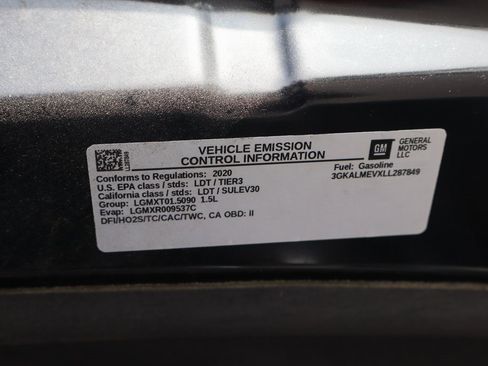 VEHICLE EMISSION
CONTROL INFORMATION
GM
GENERAL
MOTORS
LLC
Conforms to Regulations: 2020
Fuel: Gasoline
U.S. EPA class / stds: LDT / TIER3
3GKALMEVXLL287849
California class / stds: LDT / SULEV30
Group: LGMXT01.5090 1.5L
Evap: LGMXR009537C
DFI/HO2S/TC/CAC/TWC, CA OBD: II